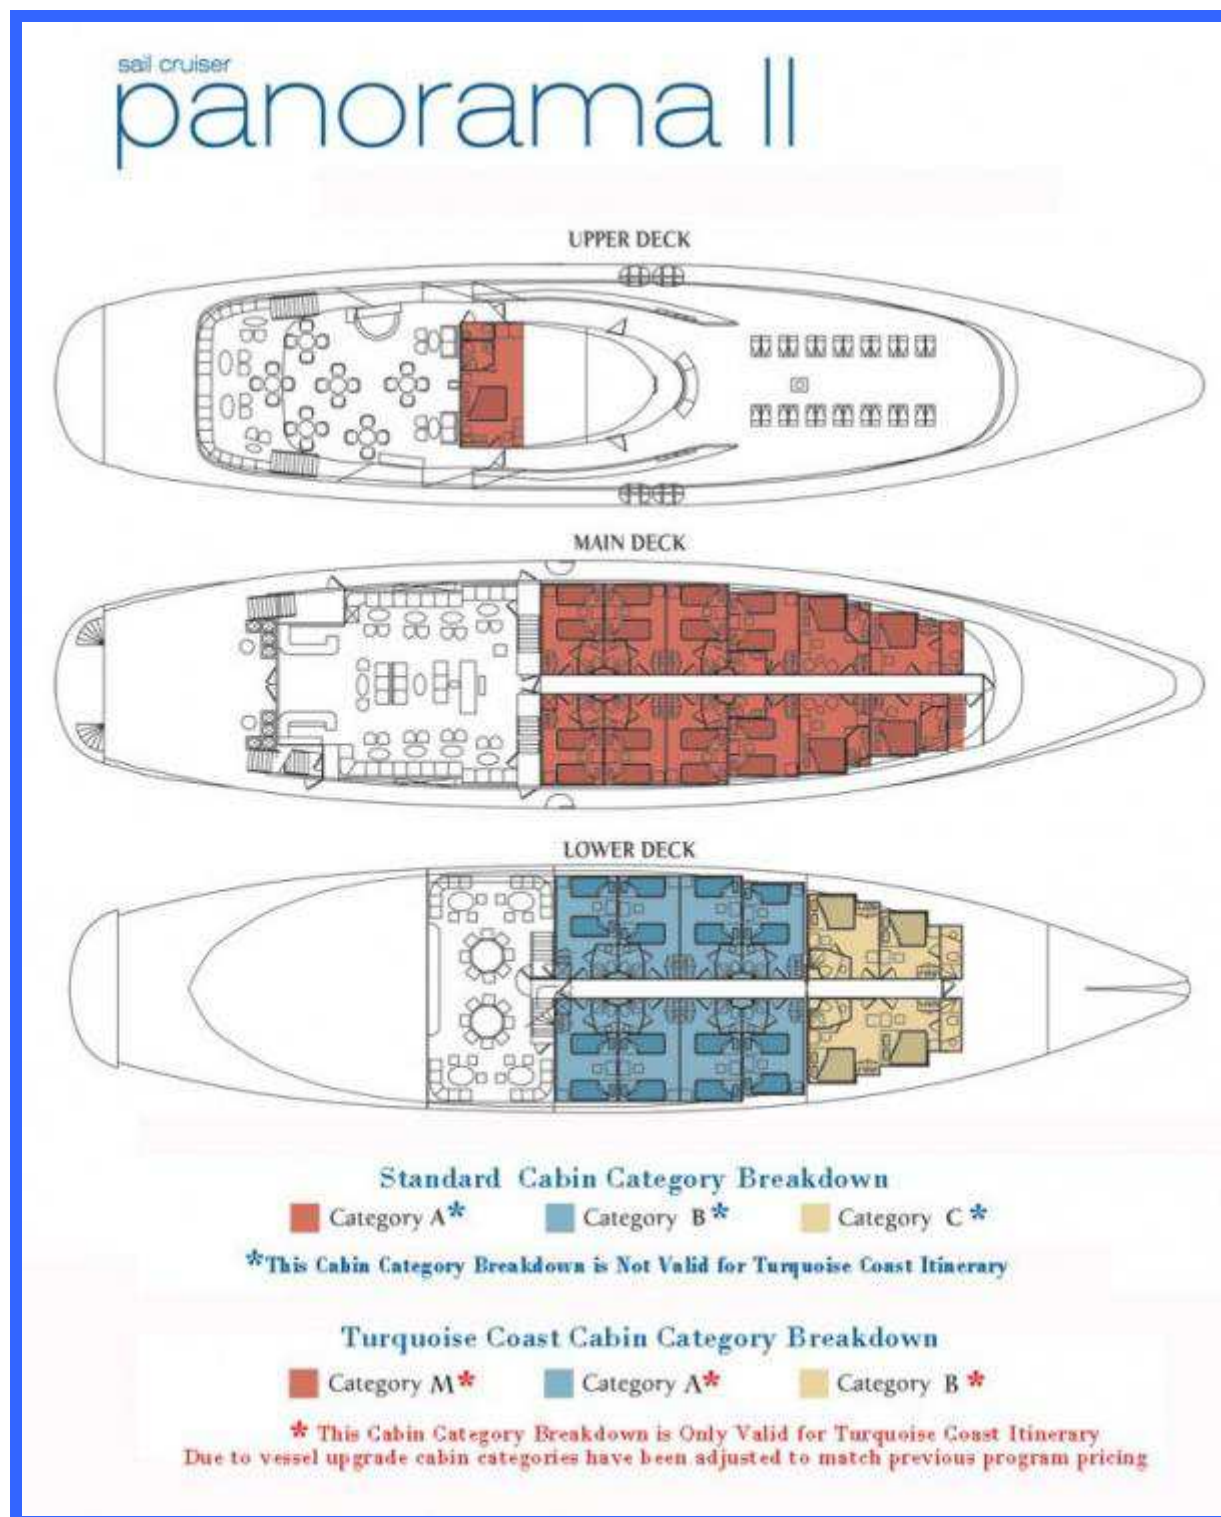 sail cruiser
panorama II
UPPER DECK
MAIN DECK
LOWER DECK
Standard Cabin Category Breakdown
Category A* Category B* Category C*
*This Cabin Category Breakdown is Not Valid for Turquoise Coast Itinerary
Turquoise Coast Cabin Category Breakdown
Category M* Category A* Category B*
* This Cabin Category Breakdown is Only Valid for Turquoise Coast Itinerary
Due to vessel upgrade cabin categories have been adjusted to match previous program pricing